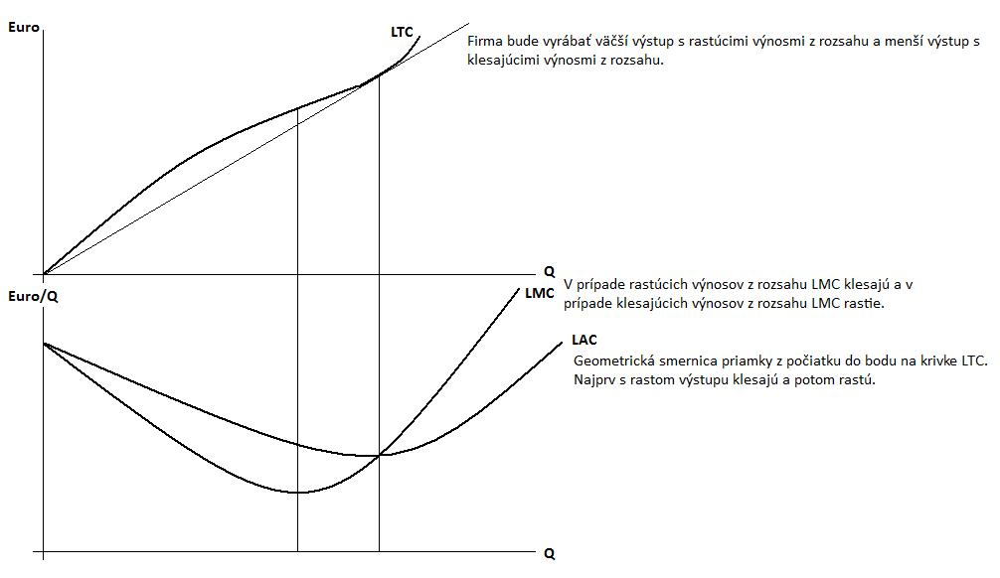 Euro
LTC
Firma bude vyrábať väčší výstup s rastúcimi výnosmi z rozsahu a menší výstup s
klesajúcimi výnosmi z rozsahu.
Q
Euro/Q
LMC
V prípade rastúcich výnosov z rozsahu LMC klesajú a v
prípade klesajúcich výnosov z rozsahu LMC rastie.
LAC
Geometrická smernica priamky z počiatku do bodu na krivke LTC.
Najprv s rastom výstupu klesajú a potom rastú.
Q